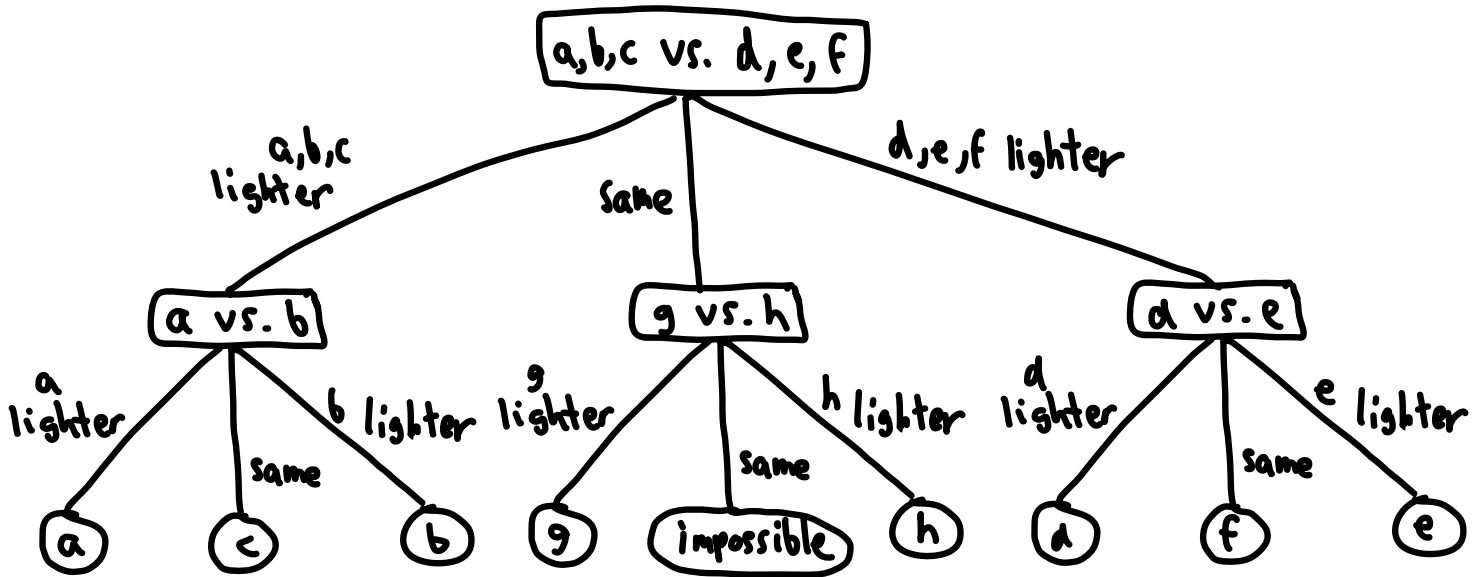 a,b,c vs. d,e,f
a,b,c
lighter
same
d,e,f lighter
a vs. b
g vs. h
d vs. e
a
lighter
same
b lighter
g
lighter
same
h lighter
d
lighter
same
e lighter
a
c
b
g
impossible
h
d
f
e